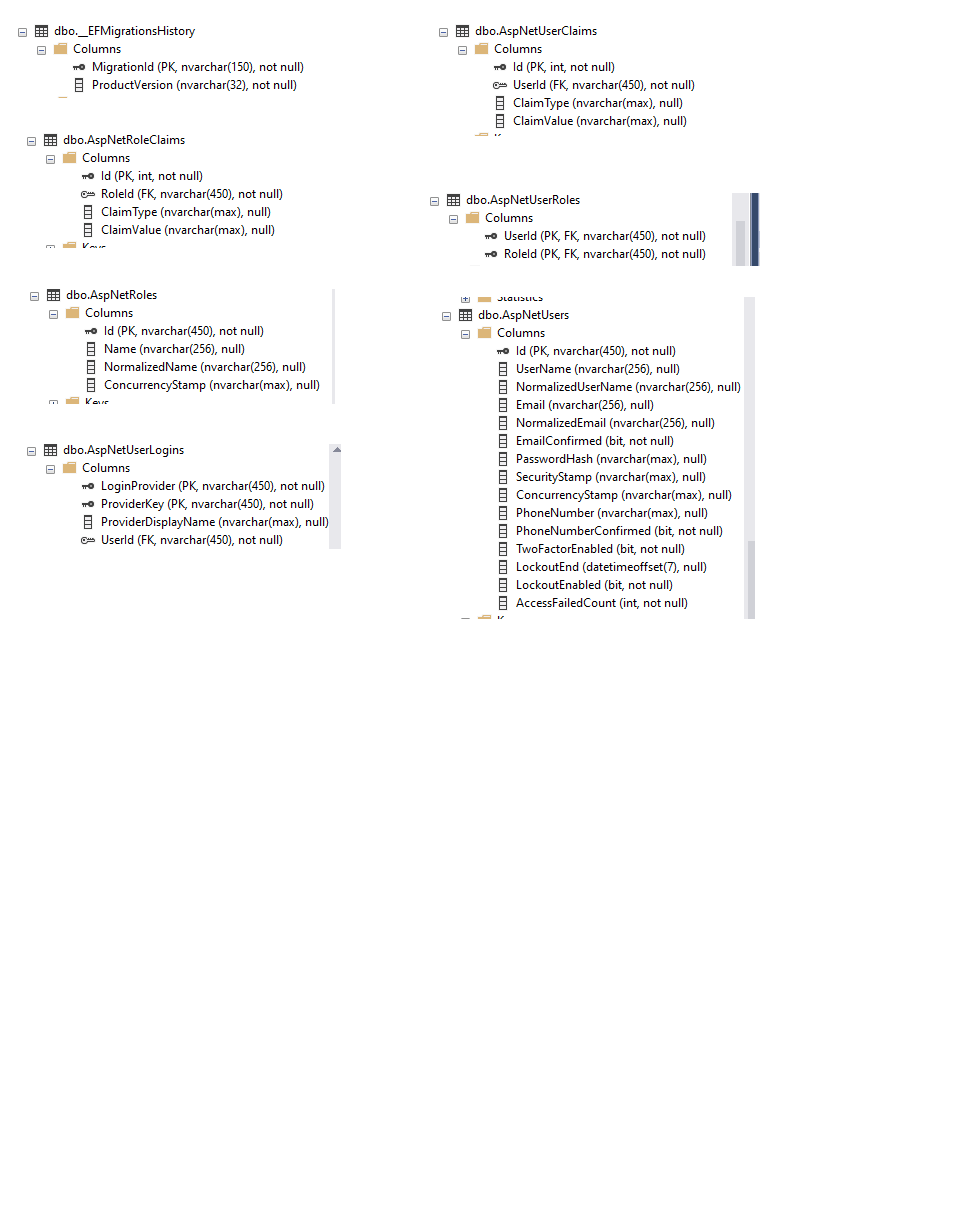 dbo.__EFMigrationsHistory
Columns
MigrationId (PK, nvarchar(150), not null)
ProductVersion (nvarchar(32), not null)
dbo.AspNetRoleClaims
Columns
Id (PK, int, not null)
RoleId (FK, nvarchar(450), not null)
ClaimType (nvarchar(max), null)
ClaimValue (nvarchar(max), null)
Keys
dbo.AspNetRoles
Columns
Id (PK, nvarchar(450), not null)
Name (nvarchar(256), null)
NormalizedName (nvarchar(256), null)
ConcurrencyStamp (nvarchar(max), null)
Keys
dbo.AspNetUserLogins
Columns
LoginProvider (PK, nvarchar(450), not null)
ProviderKey (PK, nvarchar(450), not null)
ProviderDisplayName (nvarchar(max), null)
UserId (FK, nvarchar(450), not null)
dbo.AspNetUserClaims
Columns
Id (PK, int, not null)
UserId (FK, nvarchar(450), not null)
ClaimType (nvarchar(max), null)
ClaimValue (nvarchar(max), null)
dbo.AspNetUserRoles
Columns
UserId (PK, FK, nvarchar(450), not null)
RoleId (PK, FK, nvarchar(450), not null)
Statistics
dbo.AspNetUsers
Columns
Id (PK, nvarchar(450), not null)
UserName (nvarchar(256), null)
NormalizedUserName (nvarchar(256), null)
Email (nvarchar(256), null)
NormalizedEmail (nvarchar(256), null)
EmailConfirmed (bit, not null)
PasswordHash (nvarchar(max), null)
SecurityStamp (nvarchar(max), null)
ConcurrencyStamp (nvarchar(max), null)
PhoneNumber (nvarchar(max), null)
PhoneNumberConfirmed (bit, not null)
TwoFactorEnabled (bit, not null)
LockoutEnd (datetimeoffset(7), null)
LockoutEnabled (bit, not null)
AccessFailedCount (int, not null)